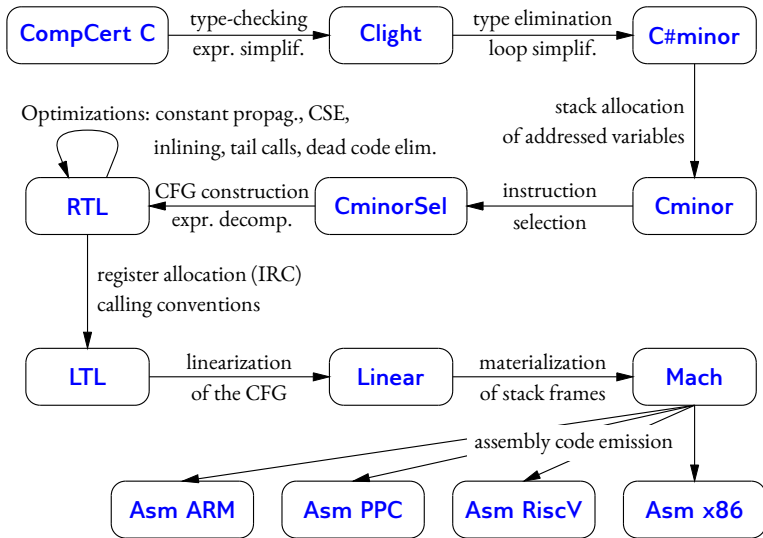 CompCert C
type-checking
expr. simplif.
Clight
type elimination
loop simplif.
C#minor
stack allocation
of addressed variables
Optimizations: constant propag., CSE,
inlining, tail calls, dead code elim.
RTL
CFG construction
expr. decomp.
CminorSel
instruction
selection
Cminor
register allocation (IRC)
calling conventions
LTL
linearization
of the CFG
Linear
materialization
of stack frames
Mach
assembly code emission
Asm ARM
Asm PPC
Asm RiscV
Asm x86